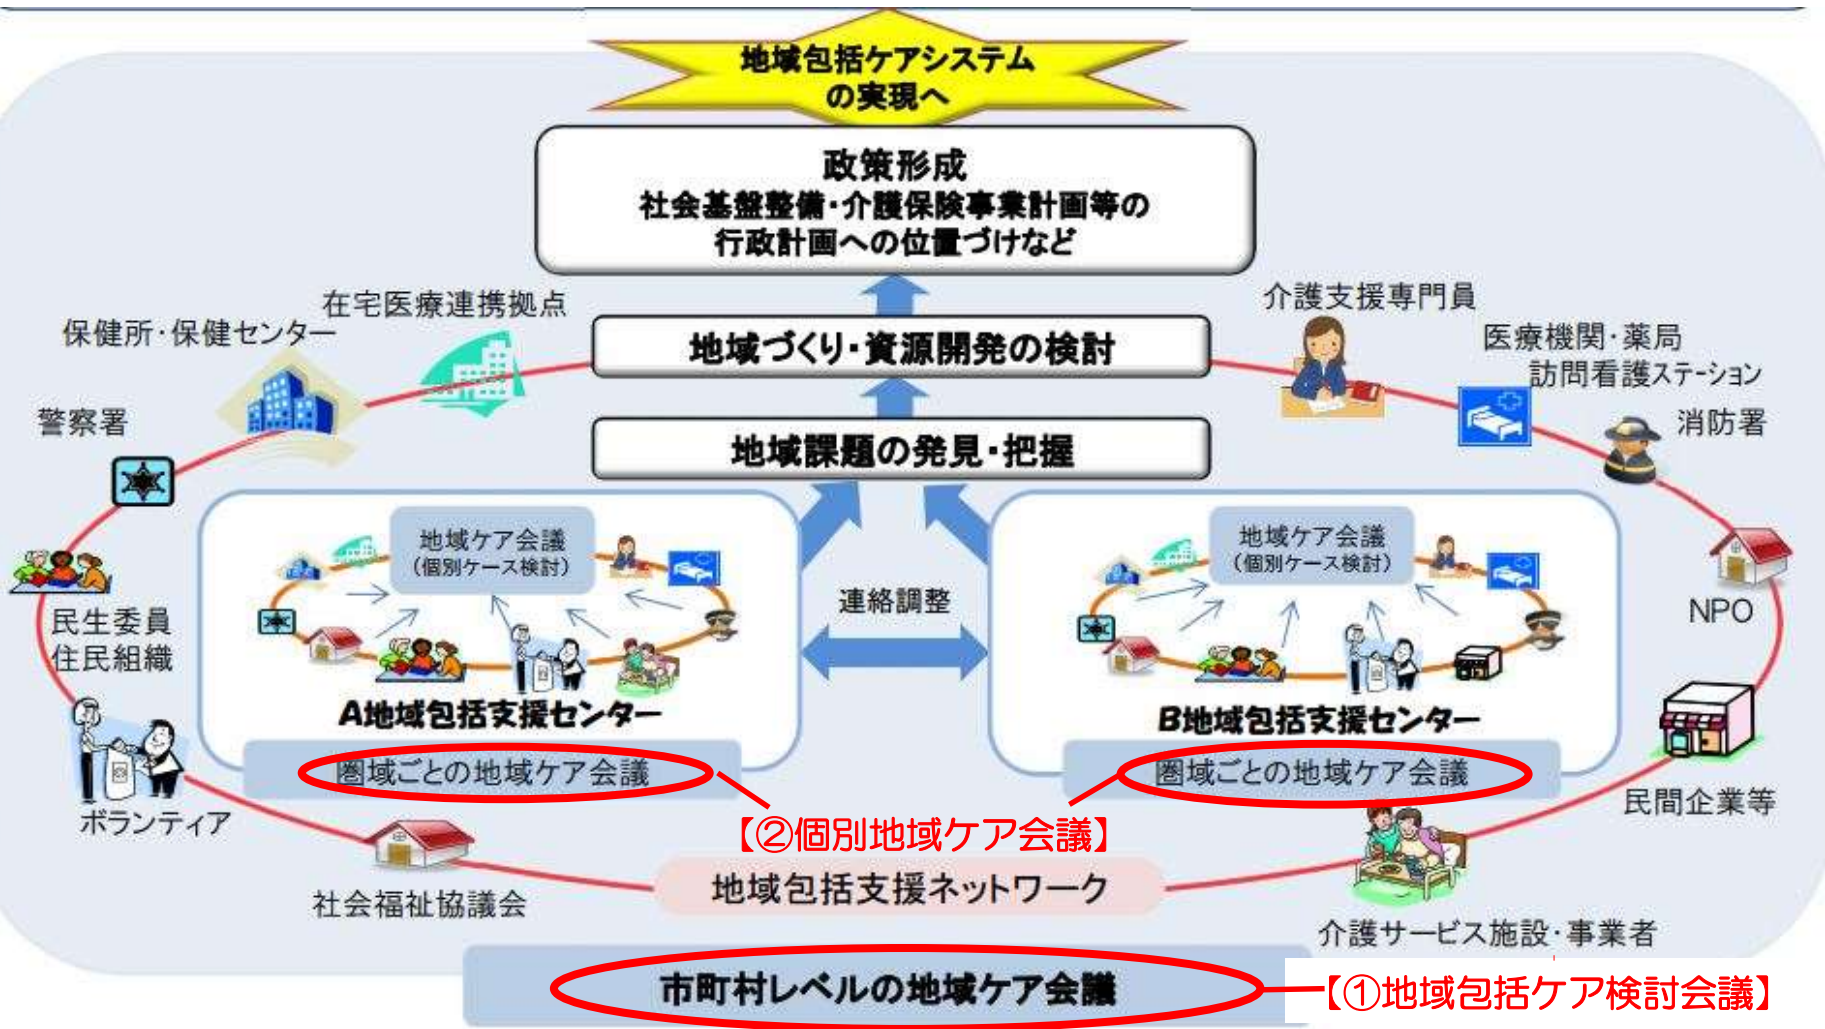 地域包括ケアシステム
の実現へ
政策形成
社会基盤整備・介護保険事業計画等の
行政計画への位置づけなど
在宅医療連携拠点
保健所・保健センター
介護支援専門員
医療機関・薬局
訪問看護ステーション
地域づくり・資源開発の検討
警察署
消防署
地域課題の発見・把握
地域ケア会議
(個別ケース検討)
地域ケア会議
(個別ケース検討)
連絡調整
民生委員
住民組織
NPO
A地域包括支援センター
B地域包括支援センター
圏域ごとの地域ケア会議
圏域ごとの地域ケア会議
ボランティア
民間企業等
【②個別地域ケア会議】
地域包括支援ネットワーク
社会福祉協議会
介護サービス施設・事業者
市町村レベルの地域ケア会議
【①地域包括ケア検討会議】